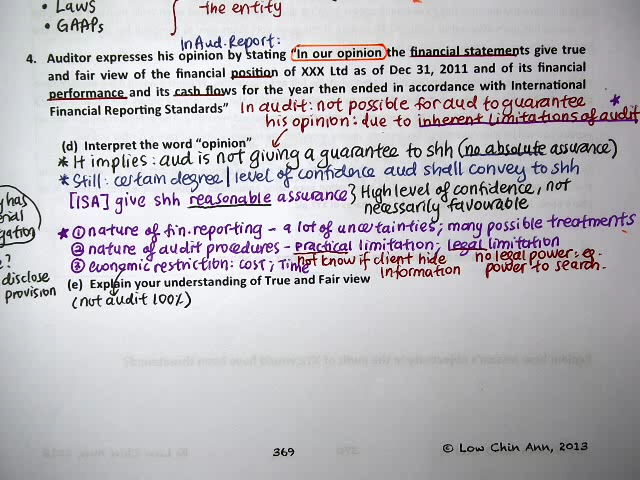 • Laws
the entity
• GAAPs
In Aud. Report:
4. Auditor expresses his opinion by stating "In our opinion the financial statements give true
and fair view of the financial position of XXX Ltd as of Dec 31, 2011 and of its financial
performance and its cash flows for the year then ended in accordance with International
Financial Reporting Standards" In audit: not possible for aud to guarantee
his opinion: due to inherent limitations of audit *
(d) Interpret the word "opinion"
* It implies: aud is not giving a guarantee to shh (no absolute assurance)
* Still: certain degree / level of confidence aud shall convey to shh
[ISA] give shh reasonable assurance } High level of confidence, not
necessarily favourable
* ① nature of fin. reporting - a lot of uncertainties; many possible treatments
② nature of audit procedures - practical limitation; legal limitation
③ economic restriction: cost; Time
not know if client hide
information
no legal power: eg.
power to search.
(e) Explain your understanding of True and Fair view
(not audit 100%)
y has
gation
e?
disclose
provision
369
© Low Chin Ann, 2013